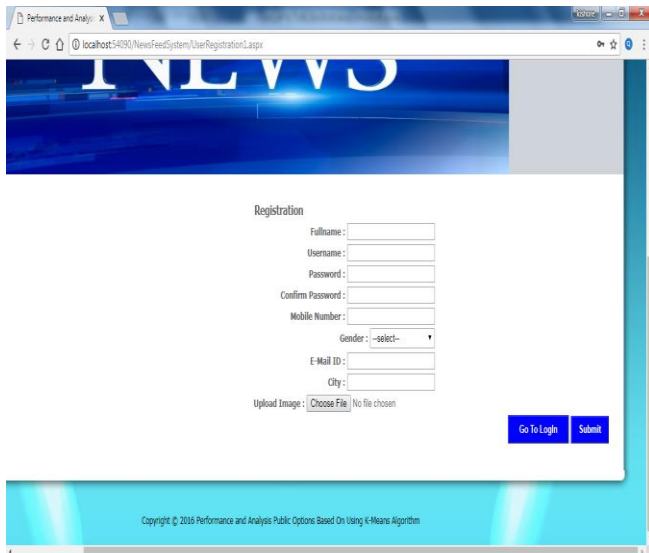 Performance and Analys
kishore
localhost:54090/NewsFeedSystem/UserRegistration1.aspx
NEWS
Registration
Fullname :
Username :
Password :
Confirm Password :
Mobile Number :
Gender : --select--
E-Mail ID :
City :
Upload Image : Choose File No file chosen
Go To LogIn Submit
Copyright © 2016 Performance and Analysis Public Options Based On Using K-Means Algorithm